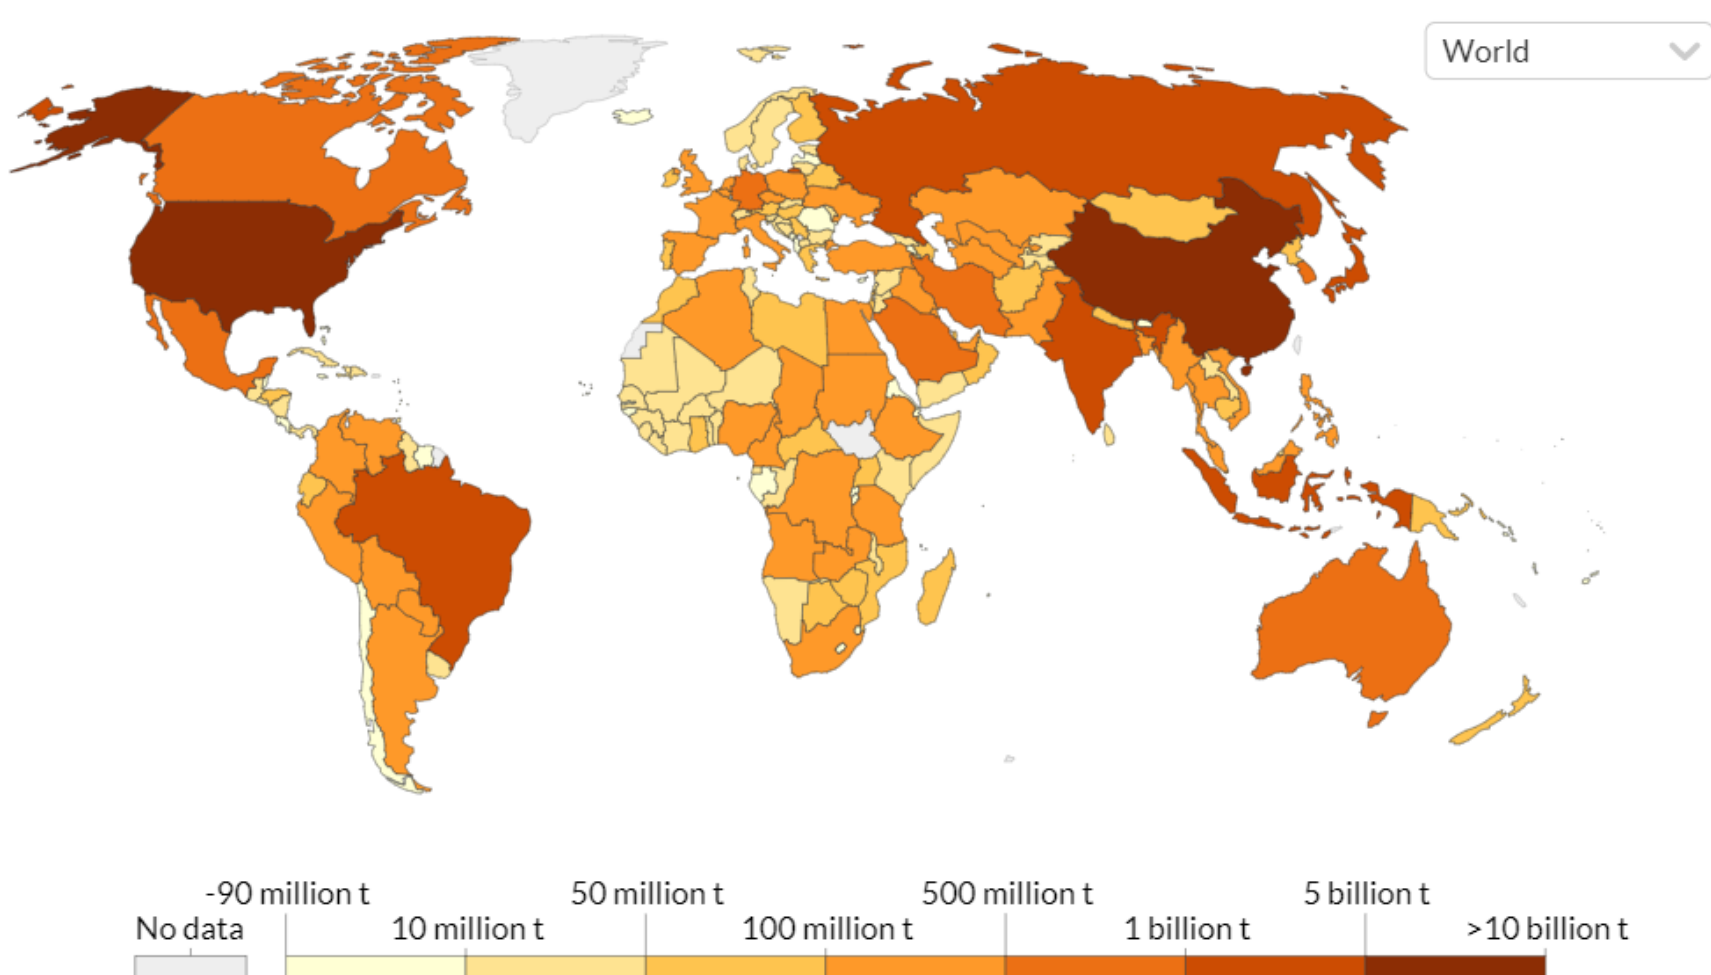 World
-90 million t
50 million t
500 million t
5 billion t
No data
10 million t
100 million t
1 billion t
>10 billion t